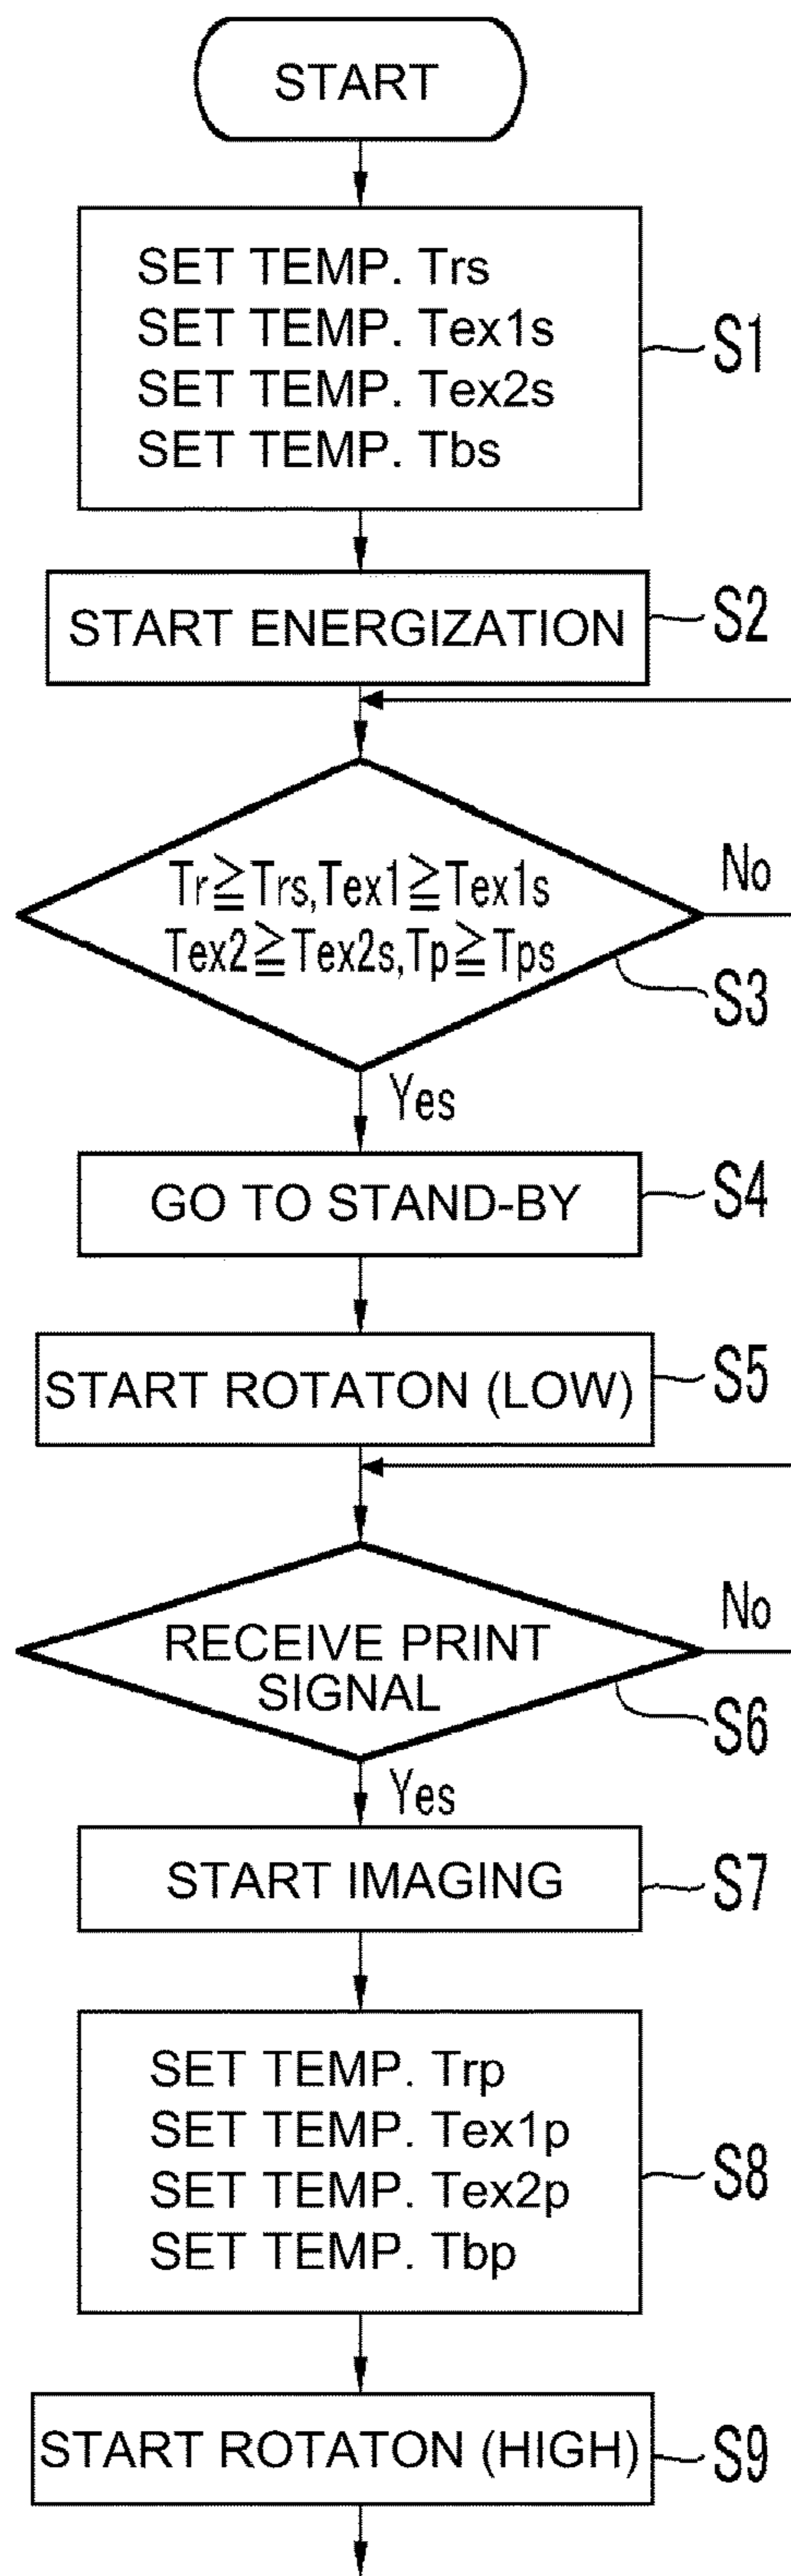 START
SET TEMP. Trs
SET TEMP. Tex1s
SET TEMP. Tex2s
SET TEMP. Tbs
S1
START ENERGIZATION
S2
Tr≧Trs,Tex1≧Tex1s
Tex2≧Tex2s,Tp≧Tps
No
S3
Yes
GO TO STAND-BY
S4
START ROTATON (LOW)
S5
RECEIVE PRINT
SIGNAL
No
S6
Yes
START IMAGING
S7
SET TEMP. Trp
SET TEMP. Tex1p
SET TEMP. Tex2p
SET TEMP. Tbp
S8
START ROTATON (HIGH)
S9